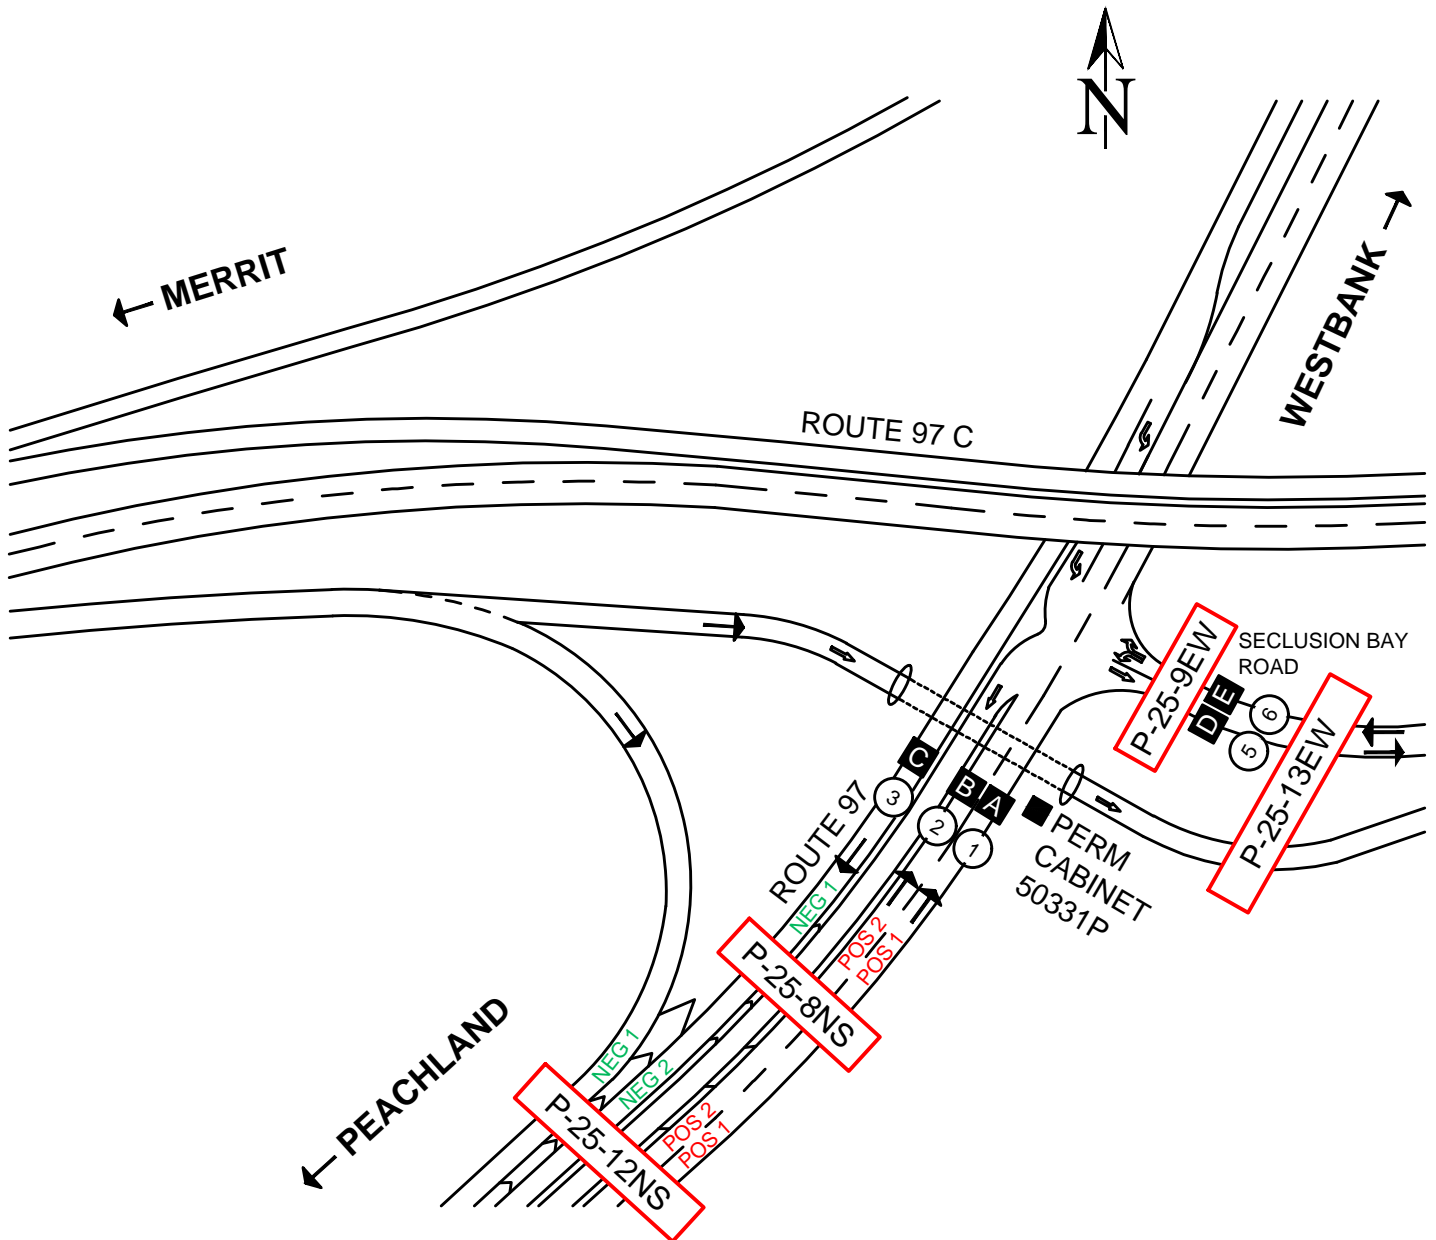 N
MERRIT
WESTBANK
ROUTE 97 C
SECLUSION BAY
ROAD
P-25-9EW
E
D
6
5
P-25-13EW
C
3
B
A
2
1
PERM
CABINET
50331P
ROUTE 97
NEG 1
POS 2
POS 1
P-25-8NS
PEACHLAND
NEG 1
NEG 2
POS 2
POS 1
P-25-12NS